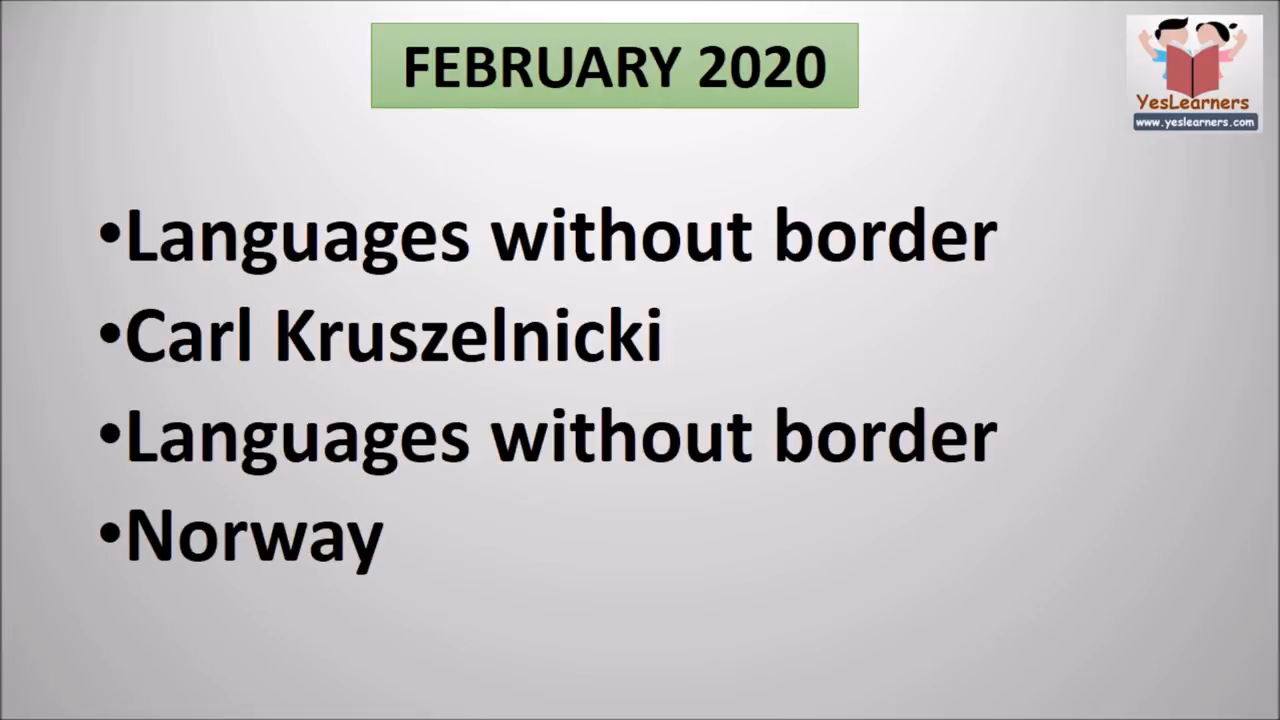 FEBRUARY 2020
YesLearners
www.yeslearners.com
•Languages without border
•Carl Kruszelnicki
•Languages without border
•Norway